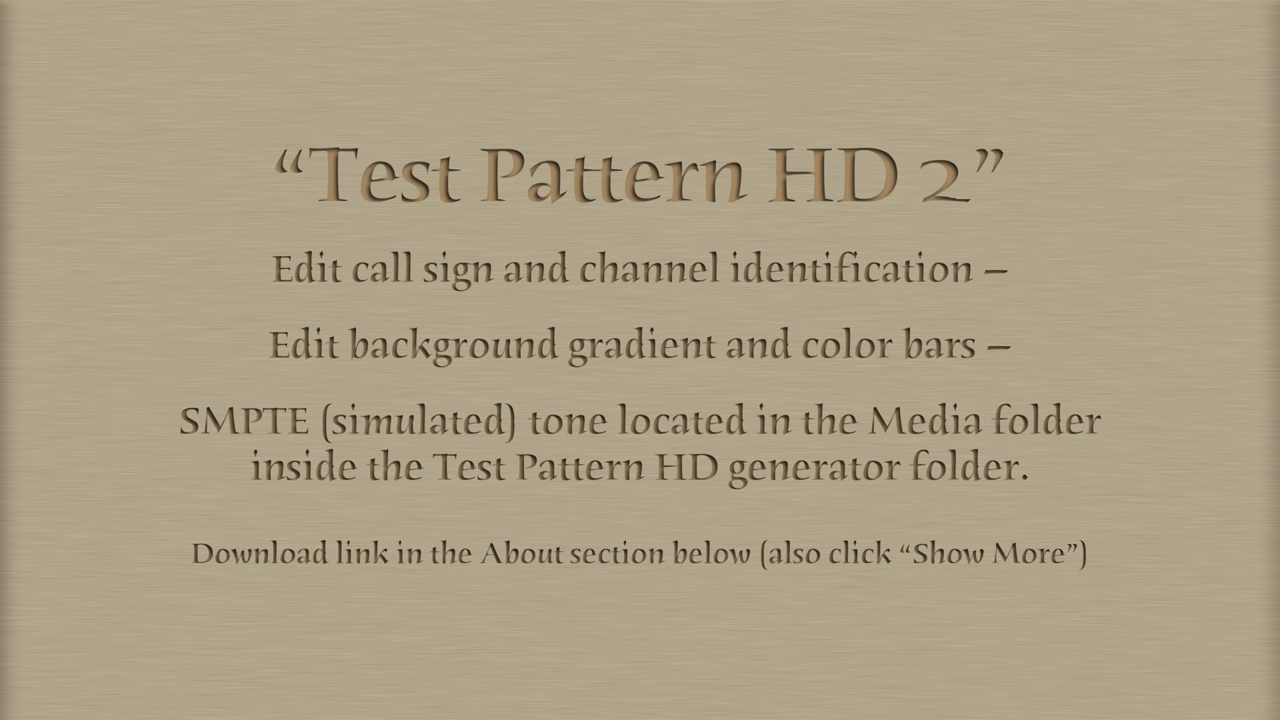 “Test Pattern HD 2”
Edit call sign and channel identification –
Edit background gradient and color bars –
SMPTE (simulated) tone located in the Media folder
inside the Test Pattern HD generator folder.
Download link in the About section below (also click “Show More”)